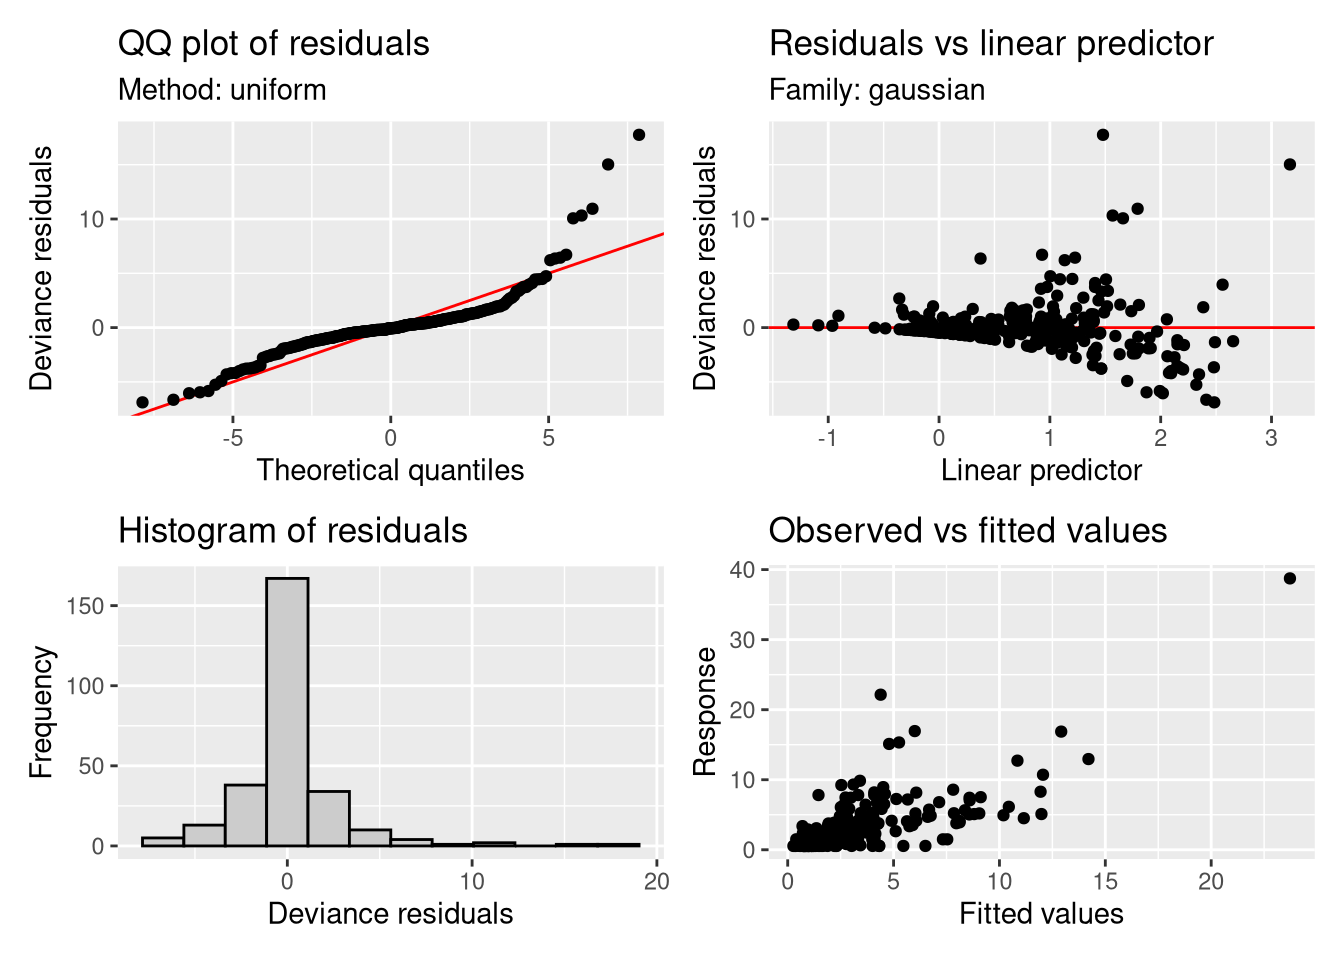 QQ plot of residuals
Method: uniform
Deviance residuals
10
0
-5
0
5
Theoretical quantiles
Residuals vs linear predictor
Family: gaussian
Deviance residuals
10
0
-1
0
1
2
3
Linear predictor
Histogram of residuals
Frequency
150
100
50
0
0
10
20
Deviance residuals
Observed vs fitted values
Response
40
30
20
10
0
0
5
10
15
20
Fitted values